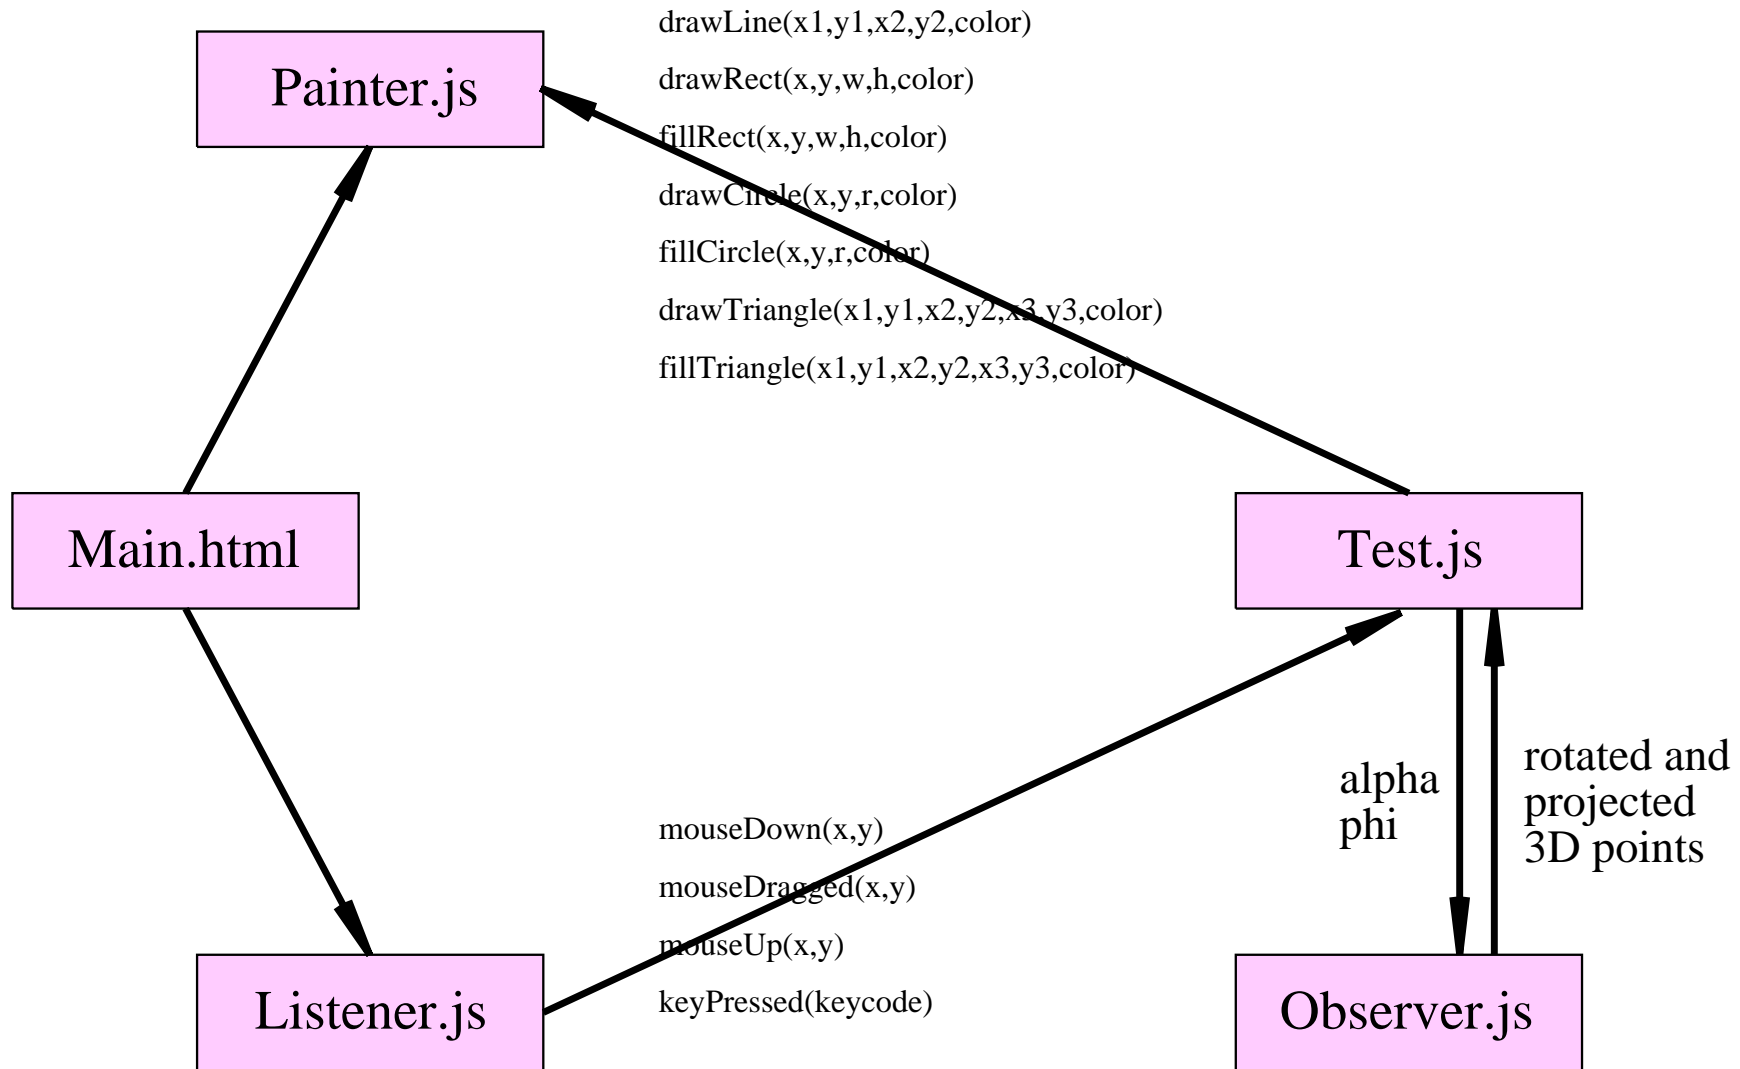 drawLine(x1,y1,x2,y2,color)
Painter.js
drawRect(x,y,w,h,color)
fillRect(x,y,w,h,color)
drawCircle(x,y,r,color)
fillCircle(x,y,r,color)
drawTriangle(x1,y1,x2,y2,x3,y3,color)
fillTriangle(x1,y1,x2,y2,x3,y3,color)
Main.html
Test.js
alpha
phi
rotated and
projected
3D points
mouseDown(x,y)
mouseDragged(x,y)
mouseUp(x,y)
keyPressed(keycode)
Listener.js
Observer.js